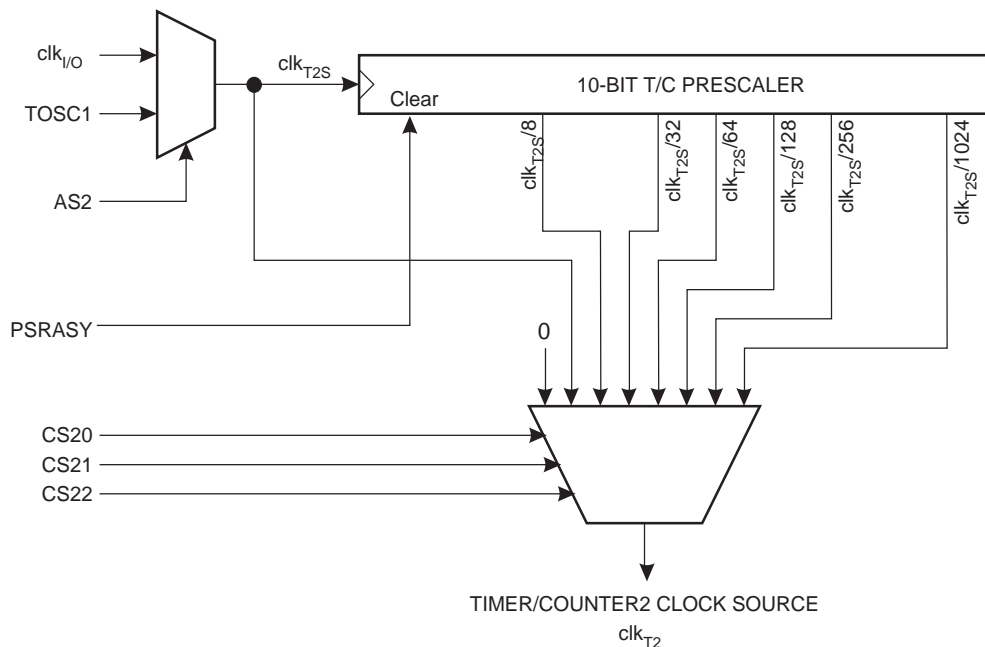 clkI/O
TOSC1
AS2
PSRASY
clkT2S
10-BIT T/C PRESCALER
Clear
clkT2S/8
clkT2S/32
clkT2S/64
clkT2S/128
clkT2S/256
clkT2S/1024
0
CS20
CS21
CS22
TIMER/COUNTER2 CLOCK SOURCE
clkT2